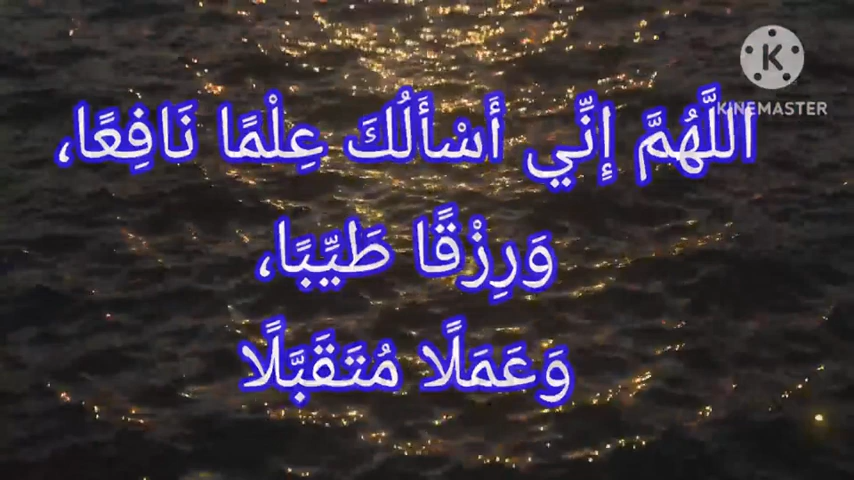 K
KINEMASTER
اللَّهُمَّ إِنِّي أَسْأَلُكَ عِلْمًا نَافِعًا،
وَرِزْقًا طَيِّبًا،
وَعَمَلًا مُتَقَبَّلًا